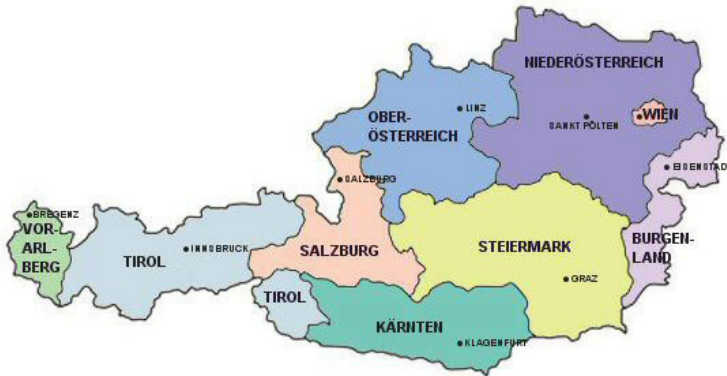 NIEDERÖSTERREICH
LINZ
OBER-
ÖSTERREICH
SANKT PÖLTEN
WIEN
EISENSTADT
SALZBURG
BREGENZ
VOR-
ARL-
BERG
TIROL
INNSBRUCK
SALZBURG
STEIERMARK
BURGEN-
LAND
GRAZ
TIROL
KÄRNTEN
KLAGENFURT